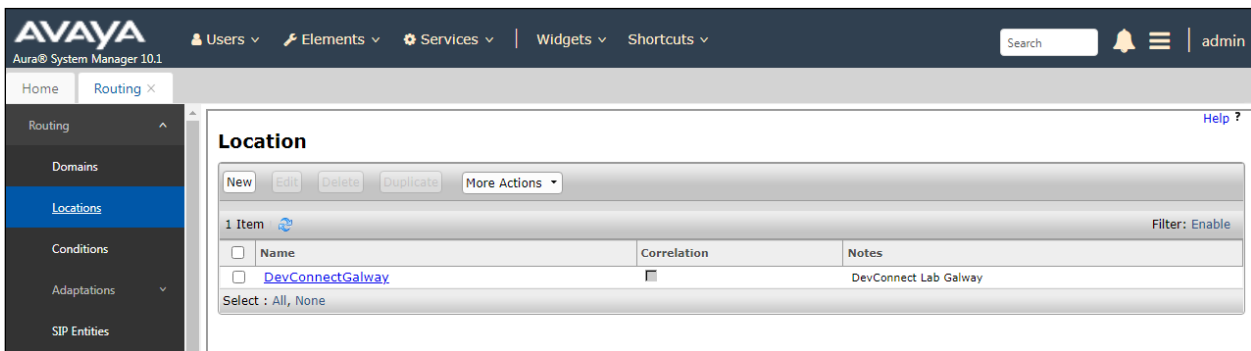 AVAYA
Aura® System Manager 10.1
Users Elements Services | Widgets Shortcuts Search | admin
Home Routing ×
Routing
Domains
Locations
Conditions
Adaptations
SIP Entities
Help ?
Location
New Edit Delete Duplicate More Actions
1 Item Filter: Enable
Name Correlation Notes
DevConnectGalway DevConnect Lab Galway
Select : All, None